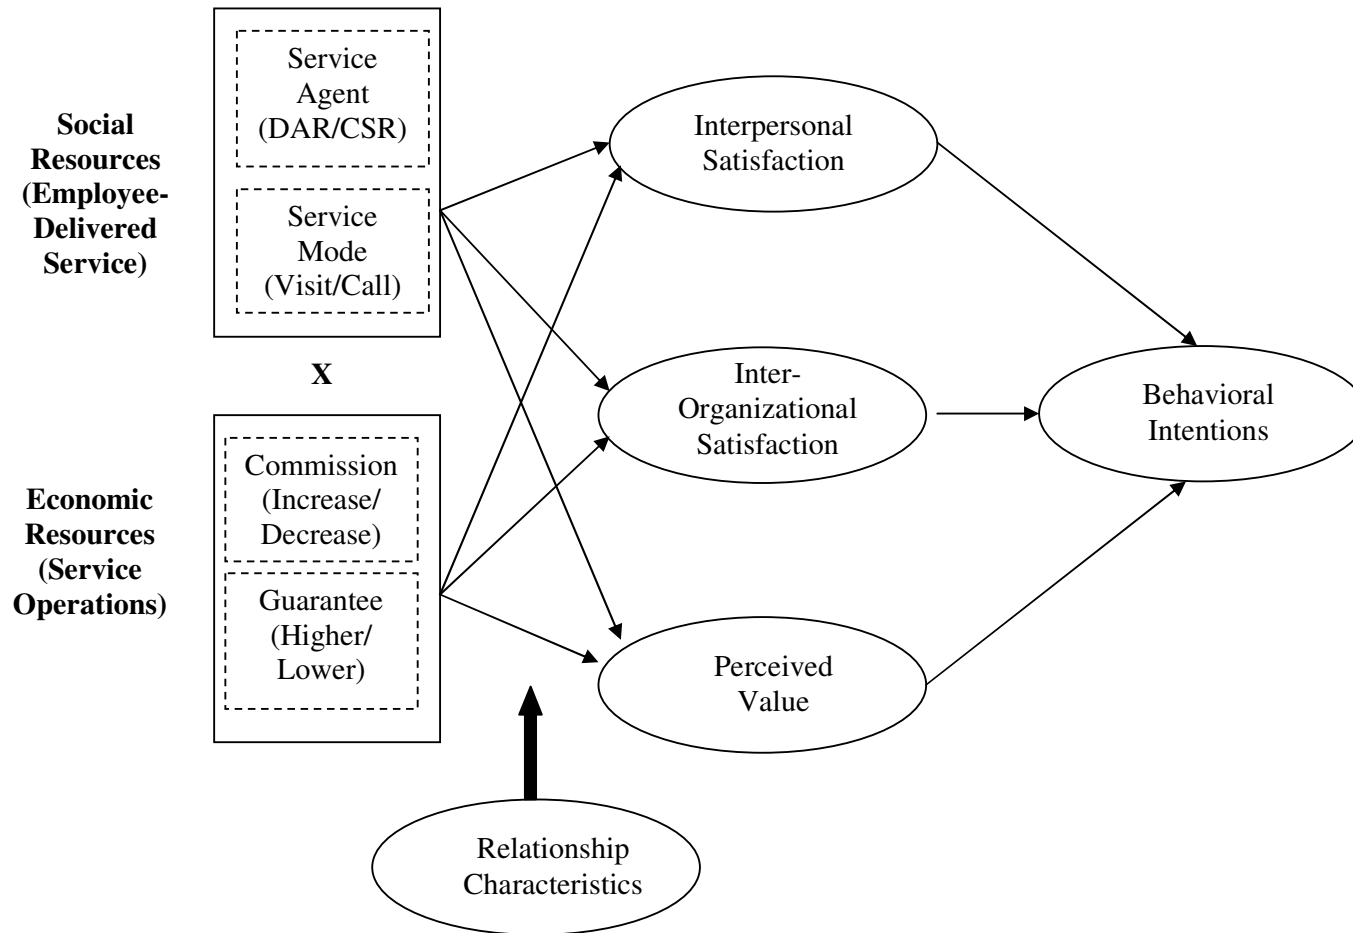 Social
Resources
(Employee-
Delivered
Service)
Service
Agent
(DAR/CSR)
Service
Mode
(Visit/Call)
X
Economic
Resources
(Service
Operations)
Commission
(Increase/
Decrease)
Guarantee
(Higher/
Lower)
Interpersonal
Satisfaction
Inter-
Organizational
Satisfaction
Perceived
Value
Behavioral
Intentions
Relationship
Characteristics